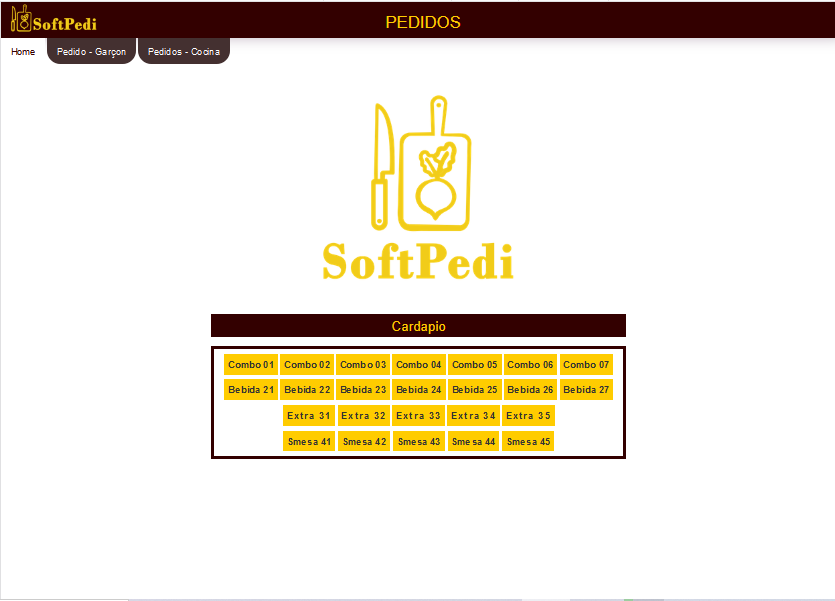 SoftPedi
PEDIDOS
Home Pedido - Garçon Pedidos - Cocina
SoftPedi
Cardapio
Combo 01 Combo 02 Combo 03 Combo 04 Combo 05 Combo 06 Combo 07
Bebida 21 Bebida 22 Bebida 23 Bebida 24 Bebida 25 Bebida 26 Bebida 27
Extra 31 Extra 32 Extra 33 Extra 34 Extra 35
Smesa 41 Smesa 42 Smesa 43 Smesa 44 Smesa 45